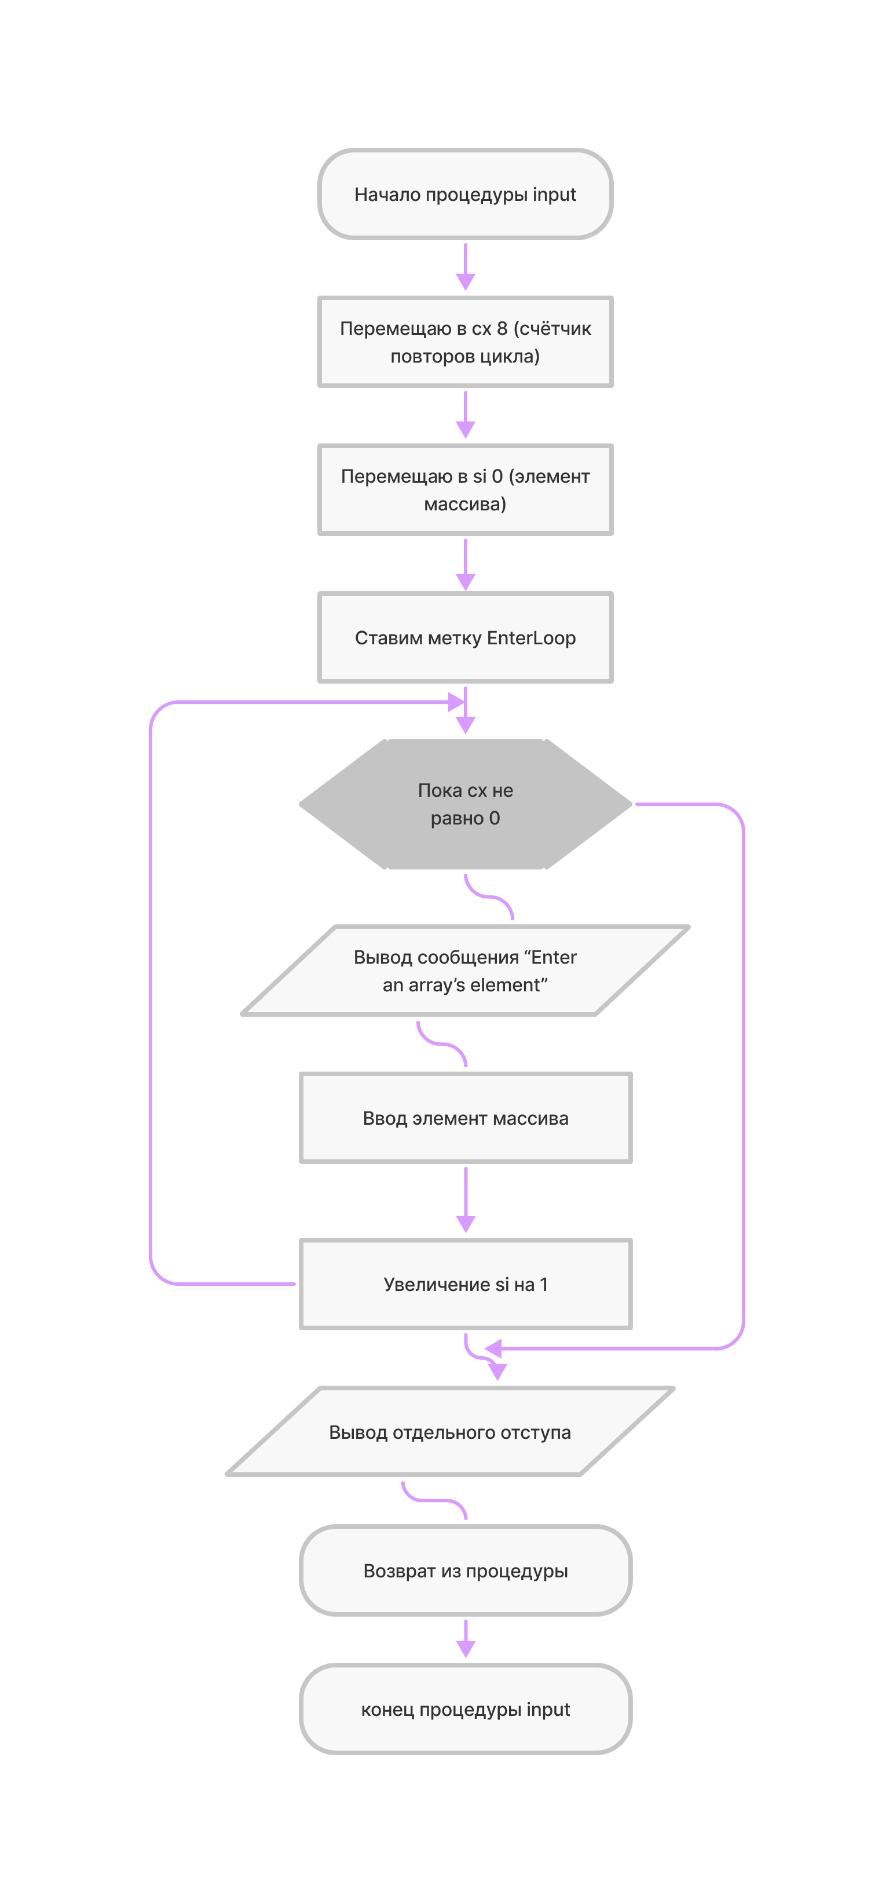 Начало процедуры input
Перемещаю в cx 8 (счётчик
повторов цикла)
Перемещаю в si 0 (элемент
массива)
Ставим метку EnterLoop
Пока cx не
равно 0
Вывод сообщения “Enter
an array’s element”
Ввод элемент массива
Увеличение si на 1
Вывод отдельного отступа
Возврат из процедуры
конец процедуры input